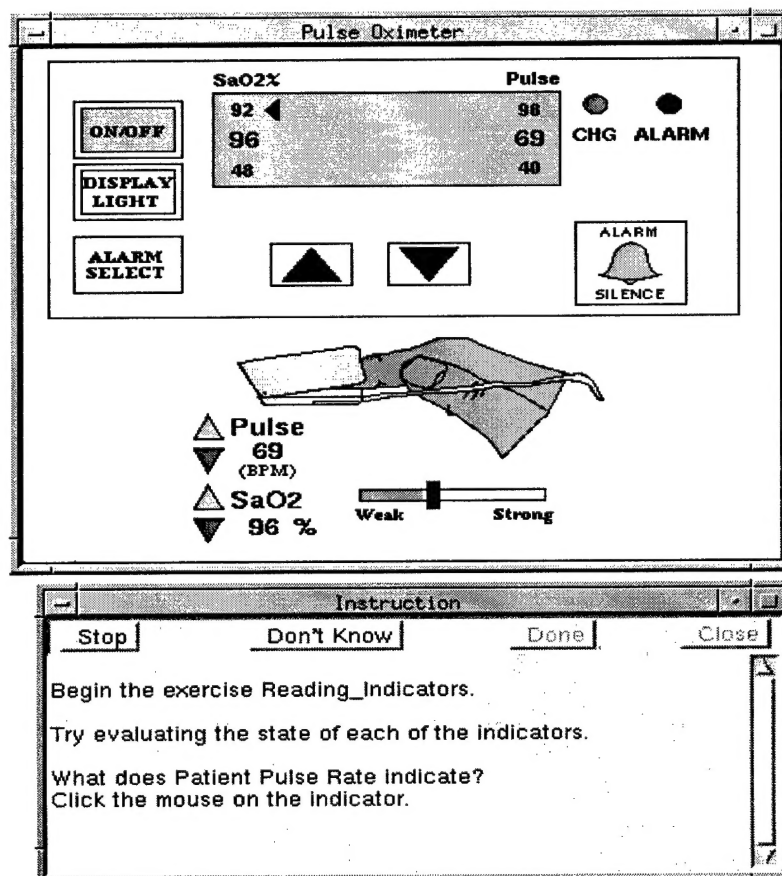 Pulse Oximeter
SaO2% Pulse
92 98
ON/OFF 96 69 CHG ALARM
48 40
DISPLAY
LIGHT
ALARM
SELECT
ALARM
SILENCE
Pulse
69
(BPM)
SaO2
96 %
Weak Strong
Instruction
Stop Don't Know Done Close
Begin the exercise Reading_Indicators.
Try evaluating the state of each of the indicators.
What does Patient Pulse Rate indicate?
Click the mouse on the indicator.